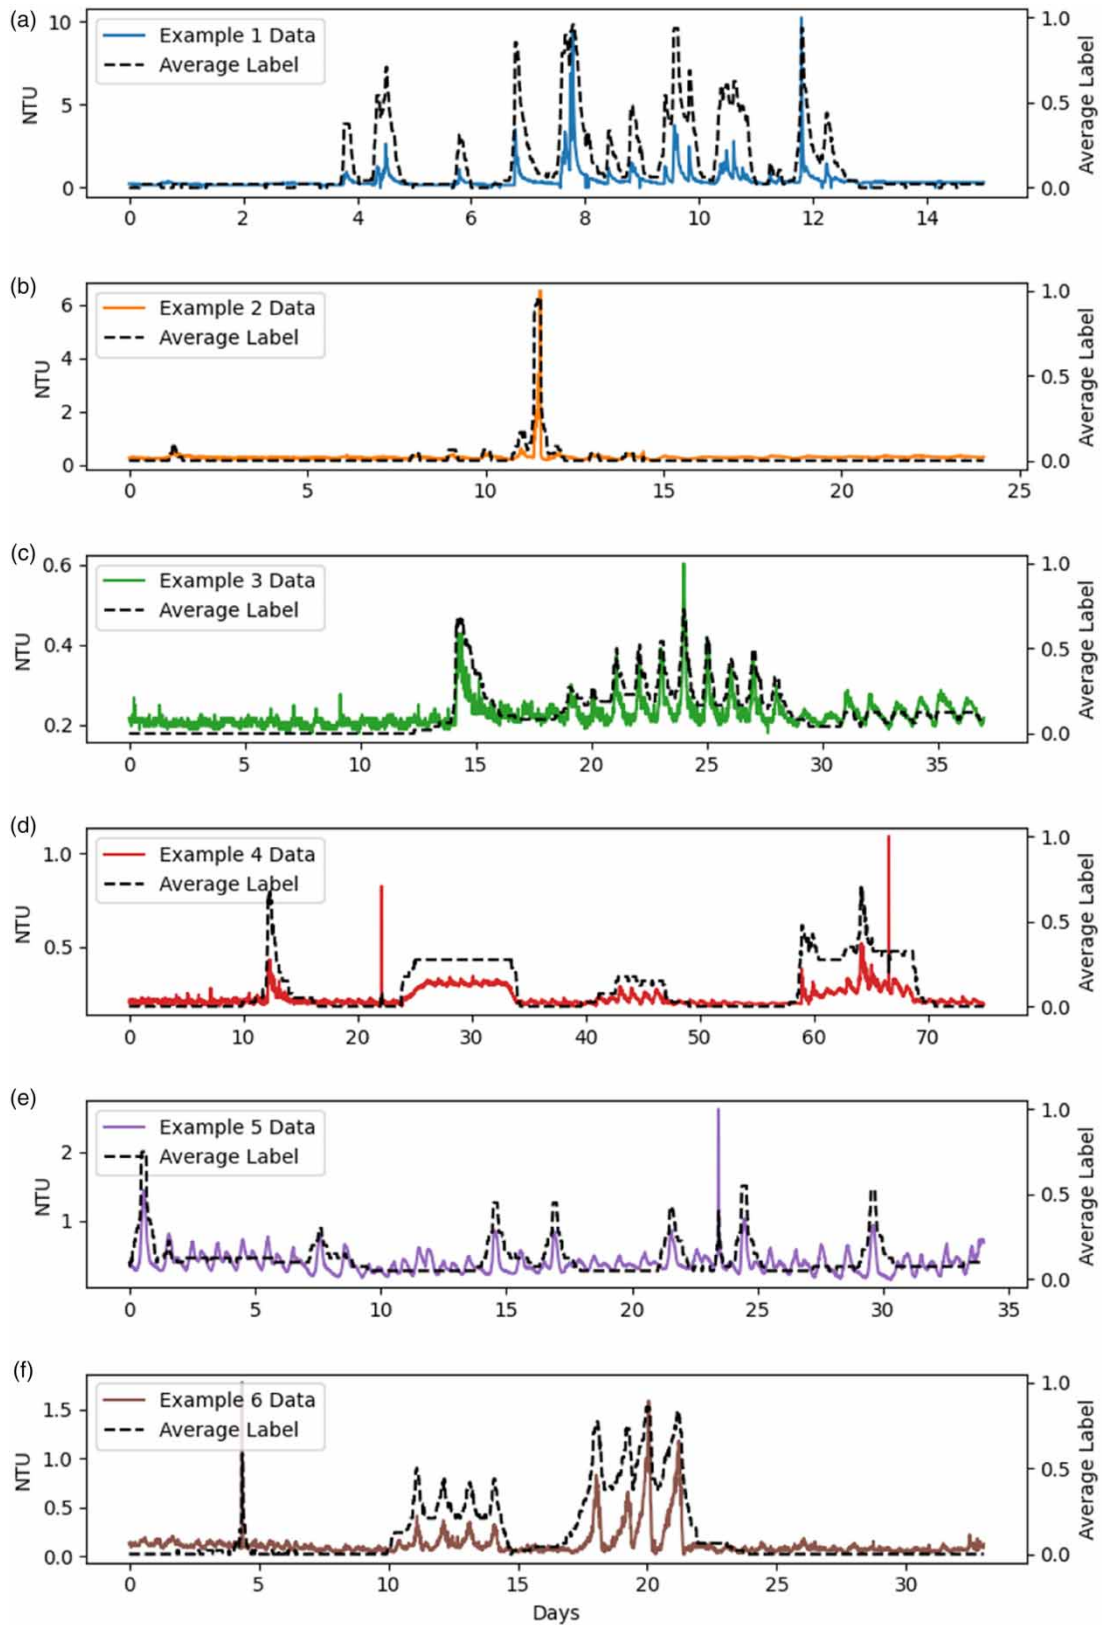 (a)
10
5
0
NTU
Example 1 Data
Average Label
1.0
0.5
0.0
Average Label
0 2 4 6 8 10 12 14
(b)
6
4
2
0
NTU
Example 2 Data
Average Label
1.0
0.5
0.0
Average Label
0 5 10 15 20 25
(c)
0.6
0.4
0.2
NTU
Example 3 Data
Average Label
1.0
0.5
0.0
Average Label
0 5 10 15 20 25 30 35
(d)
1.0
0.5
NTU
Example 4 Data
Average Label
1.0
0.5
0.0
Average Label
0 10 20 30 40 50 60 70
(e)
2
1
NTU
Example 5 Data
Average Label
1.0
0.5
0.0
Average Label
0 5 10 15 20 25 30 35
(f)
1.5
1.0
0.5
0.0
NTU
Example 6 Data
Average Label
1.0
0.5
0.0
Average Label
0 5 10 15 20 25 30
Days